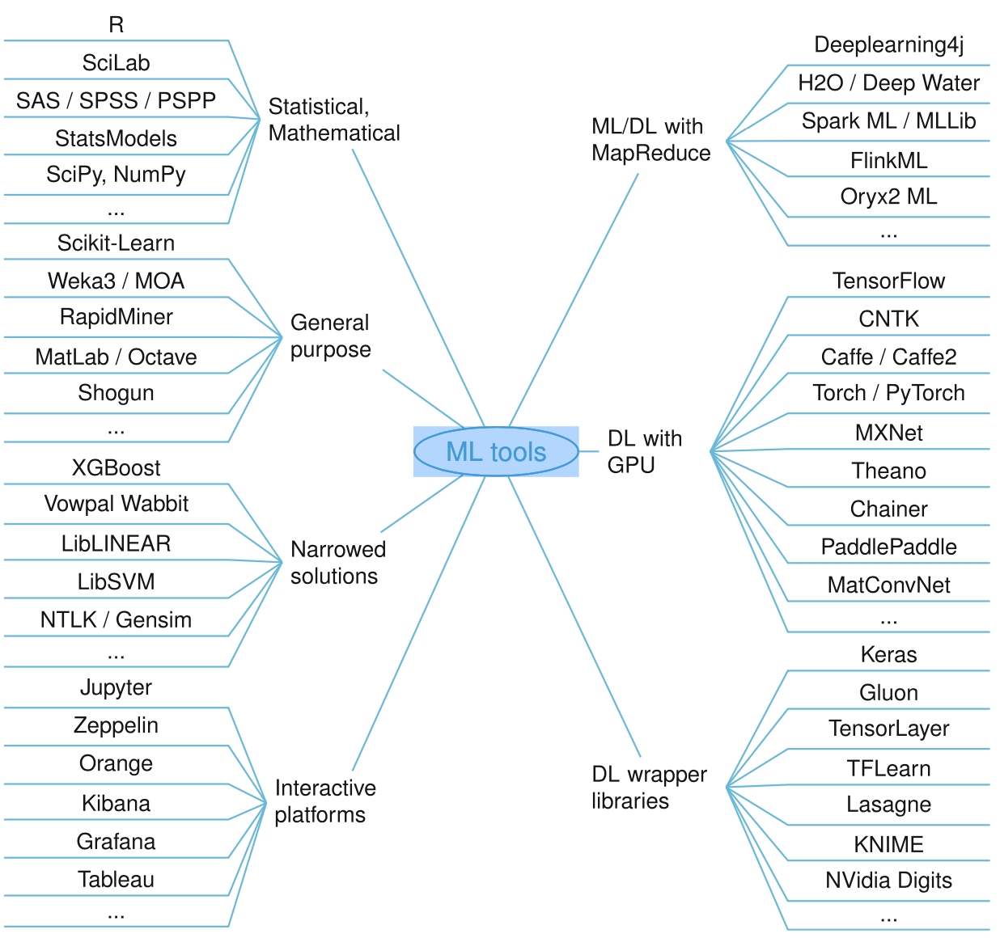 R
SciLab
SAS / SPSS / PSPP
StatsModels
SciPy, NumPy
...
Statistical,
Mathematical
Scikit-Learn
Weka3 / MOA
RapidMiner
MatLab / Octave
Shogun
...
General
purpose
XGBoost
Vowpal Wabbit
LibLINEAR
LibSVM
NTLK / Gensim
...
Narrowed
solutions
Jupyter
Zeppelin
Orange
Kibana
Grafana
Tableau
...
Interactive
platforms
ML tools
ML/DL with
MapReduce
Deeplearning4j
H2O / Deep Water
Spark ML / MLLib
FlinkML
Oryx2 ML
...
DL with
GPU
TensorFlow
CNTK
Caffe / Caffe2
Torch / PyTorch
MXNet
Theano
Chainer
PaddlePaddle
MatConvNet
...
DL wrapper
libraries
Keras
Gluon
TensorLayer
TFLearn
Lasagne
KNIME
NVidia Digits
...